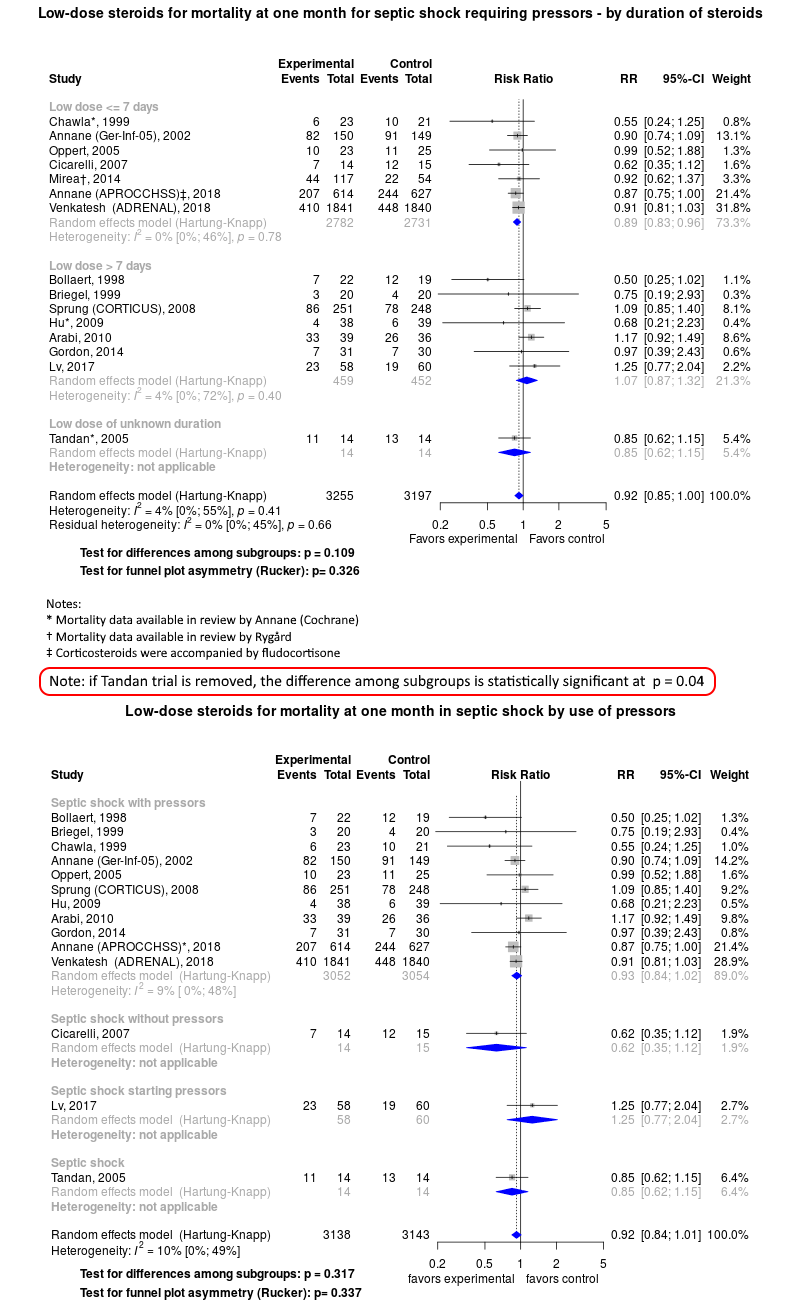 Low-dose steroids for mortality at one month for septic shock requiring pressors - by duration of steroids
Experimental Control
Study Events Total Events Total Risk Ratio RR 95%-CI Weight
Low dose <= 7 days
Chawla*, 1999 6 23 10 21 0.55 [0.24; 1.25] 0.8%
Annane (Ger-Inf-05), 2002 82 150 91 149 0.90 [0.74; 1.09] 13.1%
Oppert, 2005 10 23 11 25 0.99 [0.52; 1.88] 1.3%
Cicarelli, 2007 7 14 12 15 0.62 [0.35; 1.12] 1.6%
Mirea†, 2014 44 117 22 54 0.92 [0.62; 1.37] 3.3%
Annane (APROCCHSS)‡, 2018 207 614 244 627 0.87 [0.75; 1.00] 21.4%
Venkatesh (ADRENAL), 2018 410 1841 448 1840 0.91 [0.81; 1.03] 31.8%
Random effects model (Hartung-Knapp) 2782 2731 0.89 [0.83; 0.96] 73.3%
Heterogeneity: I² = 0% [0%; 46%], p = 0.78
Low dose > 7 days
Bollaert, 1998 7 22 12 19 0.50 [0.25; 1.02] 1.1%
Briegel, 1999 3 20 4 20 0.75 [0.19; 2.93] 0.3%
Sprung (CORTICUS), 2008 86 251 78 248 1.09 [0.85; 1.40] 8.1%
Hu*, 2009 4 38 6 39 0.68 [0.21; 2.23] 0.4%
Arabi, 2010 33 39 26 36 1.17 [0.92; 1.49] 8.6%
Gordon, 2014 7 31 7 30 0.97 [0.39; 2.43] 0.6%
Lv, 2017 23 58 19 60 1.25 [0.77; 2.04] 2.2%
Random effects model (Hartung-Knapp) 459 452 1.07 [0.87; 1.32] 21.3%
Heterogeneity: I² = 4% [0%; 72%], p = 0.40
Low dose of unknown duration
Tandan*, 2005 11 14 13 14 0.85 [0.62; 1.15] 5.4%
Random effects model (Hartung-Knapp) 14 14 0.85 [0.62; 1.15] 5.4%
Heterogeneity: not applicable
Random effects model (Hartung-Knapp) 3255 3197 0.92 [0.85; 1.00] 100.0%
Heterogeneity: I² = 4% [0%; 55%], p = 0.41
Residual heterogeneity: I² = 0% [0%; 45%], p = 0.66
0.2 0.5 1 2 5
Favors experimental Favors control
Test for differences among subgroups: p = 0.109
Test for funnel plot asymmetry (Rucker): p= 0.326
Notes:
* Mortality data available in review by Annane (Cochrane)
† Mortality data available in review by Rygård
‡ Corticosteroids were accompanied by fludocortisone
Note: if Tandan trial is removed, the difference among subgroups is statistically significant at p = 0.04
Low-dose steroids for mortality at one month in septic shock by use of pressors
Experimental Control
Study Events Total Events Total Risk Ratio RR 95%-CI Weight
Septic shock with pressors
Bollaert, 1998 7 22 12 19 0.50 [0.25; 1.02] 1.3%
Briegel, 1999 3 20 4 20 0.75 [0.19; 2.93] 0.4%
Chawla, 1999 6 23 10 21 0.55 [0.24; 1.25] 1.0%
Annane (Ger-Inf-05), 2002 82 150 91 149 0.90 [0.74; 1.09] 14.2%
Oppert, 2005 10 23 11 25 0.99 [0.52; 1.88] 1.6%
Sprung (CORTICUS), 2008 86 251 78 248 1.09 [0.85; 1.40] 9.2%
Hu, 2009 4 38 6 39 0.68 [0.21; 2.23] 0.5%
Arabi, 2010 33 39 26 36 1.17 [0.92; 1.49] 9.8%
Gordon, 2014 7 31 7 30 0.97 [0.39; 2.43] 0.8%
Annane (APROCCHSS)*, 2018 207 614 244 627 0.87 [0.75; 1.00] 21.4%
Venkatesh (ADRENAL), 2018 410 1841 448 1840 0.91 [0.81; 1.03] 28.9%
Random effects model (Hartung-Knapp) 3052 3054 0.93 [0.84; 1.02] 89.0%
Heterogeneity: I² = 9% [ 0%; 48%]
Septic shock without pressors
Cicarelli, 2007 7 14 12 15 0.62 [0.35; 1.12] 1.9%
Random effects model (Hartung-Knapp) 14 15 0.62 [0.35; 1.12] 1.9%
Heterogeneity: not applicable
Septic shock starting pressors
Lv, 2017 23 58 19 60 1.25 [0.77; 2.04] 2.7%
Random effects model (Hartung-Knapp) 58 60 1.25 [0.77; 2.04] 2.7%
Heterogeneity: not applicable
Septic shock
Tandan, 2005 11 14 13 14 0.85 [0.62; 1.15] 6.4%
Random effects model (Hartung-Knapp) 14 14 0.85 [0.62; 1.15] 6.4%
Heterogeneity: not applicable
Random effects model (Hartung-Knapp) 3138 3143 0.92 [0.84; 1.01] 100.0%
Heterogeneity: I² = 10% [0%; 49%]
0.2 0.5 1 2 5
favors experimental favors control
Test for differences among subgroups: p = 0.317
Test for funnel plot asymmetry (Rucker): p= 0.337